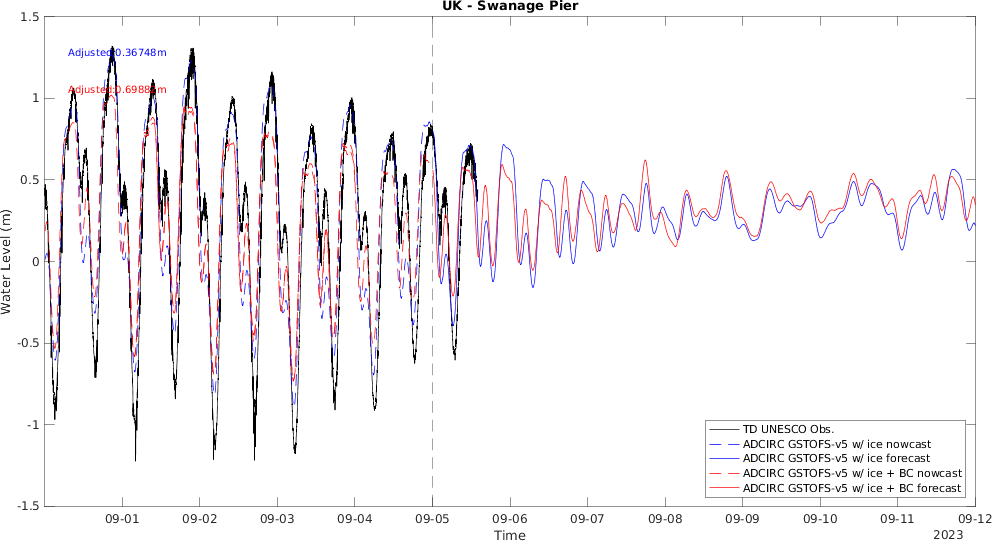 UK - Swanage Pier
1.5
1
0.5
0
-0.5
-1
-1.5
Water Level (m)
Adjusted:0.36748m
TD UNESCO Obs.
ADCIRC GSTOFS-v5 w/ ice nowcast
ADCIRC GSTOFS-v5 w/ ice forecast
ADCIRC GSTOFS-v5 w/ ice + BC nowcast
ADCIRC GSTOFS-v5 w/ ice + BC forecast
09-01 09-02 09-03 09-04 09-05 09-06 09-07 09-08 09-09 09-10 09-11 09-12
Time
2023